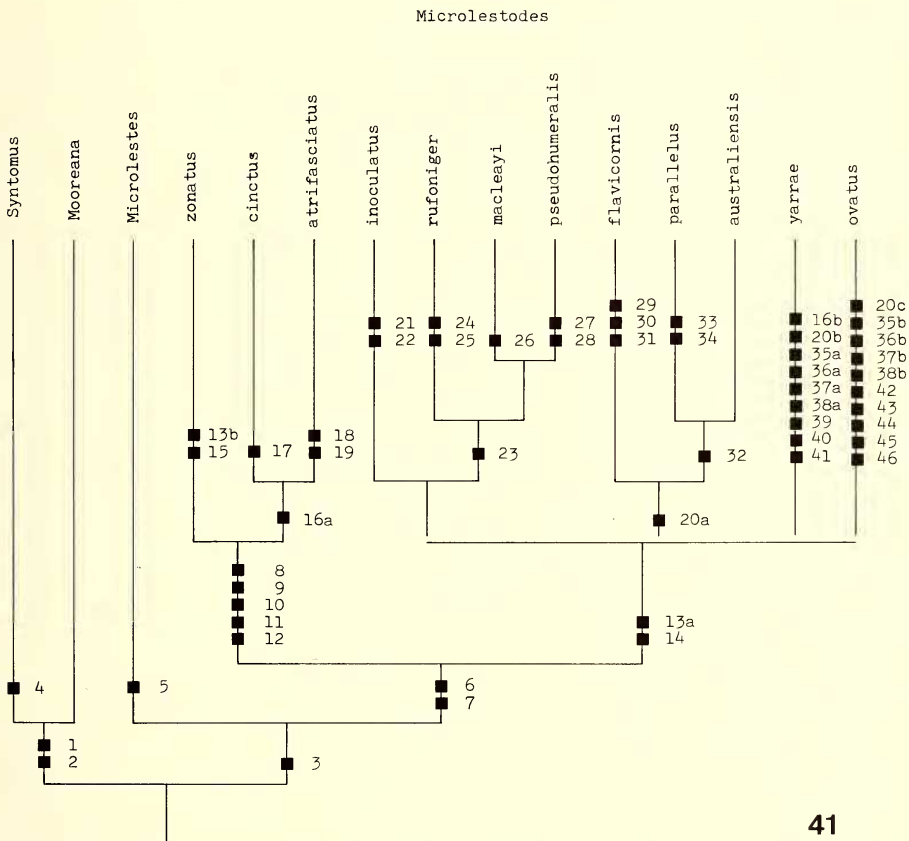 Microlestodes
Syntomus
Mooreana
Microlestes
zonatus
cinctus
atrifasciatus
inoculatus
rufoniger
macleayi
pseudohumeralis
flavicornis
parallelus
australiensis
yarrae
ovatus
29
20c
21 24 27 30 33 16b 35b
22 25 26 28 31 34 20b 36b
35a 37b
36a 38b
37a 42
38a 43
13b 18 39 44
15 17 19 23 32 40 45
41 46
16a 20a
8
9
10
11 13a
12 14
4 5 6
7
1
2 3
41